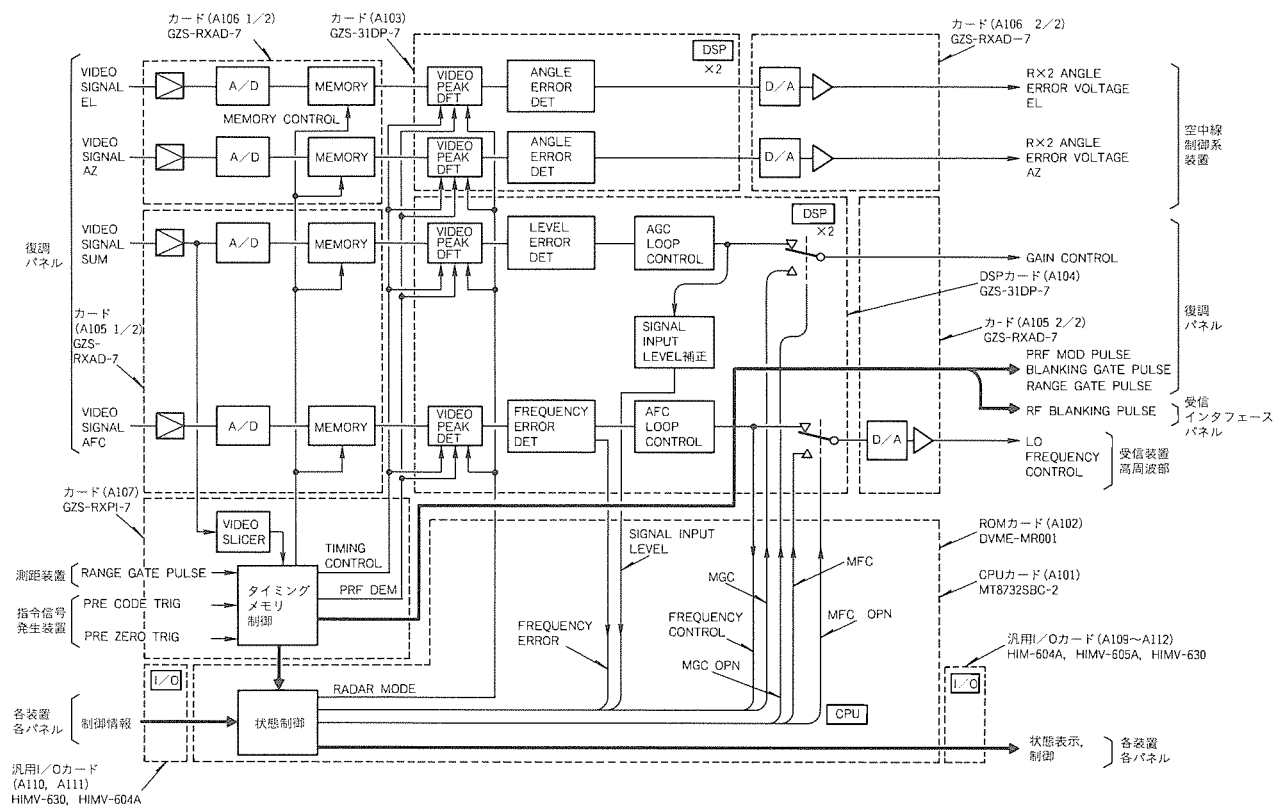 カード(A106 1/2)
GZS-RXAD-7
カード(A103)
GZS-31DP-7
カード(A106 2/2)
GZS-RXAD-7
DSP
×2
VIDEO
SIGNAL
EL
A/D
MEMORY
VIDEO
PEAK
DFT
ANGLE
ERROR
DET
D/A
R×2 ANGLE
ERROR VOLTAGE
EL
MEMORY CONTROL
VIDEO
SIGNAL
AZ
A/D
MEMORY
VIDEO
PEAK
DFT
ANGLE
ERROR
DET
D/A
R×2 ANGLE
ERROR VOLTAGE
AZ
空中線
制御系
装置
復調
パネル
VIDEO
SIGNAL
SUM
A/D
MEMORY
VIDEO
PEAK
DFT
LEVEL
ERROR
DET
AGC
LOOP
CONTROL
DSP
×2
GAIN CONTROL
DSPカード(A104)
GZS-31DP-7
復調
パネル
カード
(A105 1/2)
GZS-
RXAD-7
SIGNAL
INPUT
LEVEL補正
カード(A105 2/2)
GZS-RXAD-7
PRF MOD PULSE
BLANKING GATE PULSE
RANGE GATE PULSE
RF BLANKING PULSE
受信
インタフェース
パネル
VIDEO
SIGNAL
AFC
A/D
MEMORY
VIDEO
PEAK
DET
FREQUENCY
ERROR
DET
AFC
LOOP
CONTROL
D/A
LO
FREQUENCY
CONTROL
受信装置
高周波部
カード(A107)
GZS-RXPI-7
VIDEO
SLICER
TIMING
CONTROL
SIGNAL INPUT
LEVEL
ROMカード(A102)
DVME-MR001
測距装置
RANGE GATE PULSE
タイミング
メモリ
制御
PRF DEM
MGC
MFC
CPUカード(A101)
MT8732SBC-2
指令信号
発生装置
PRE CODE TRIG
PRE ZERO TRIG
FREQUENCY
ERROR
FREQUENCY
CONTROL
MFC OPN
MGC OPN
汎用I/Oカード(A109～A112)
HIM-604A, HIMV-605A, HIMV-630
I/O
RADAR MODE
I/O
各装置
各パネル
制御情報
状態制御
CPU
状態表示,
制御
各装置
各パネル
汎用I/Oカード
(A110, A111)
HIMV-630, HIMV-604A